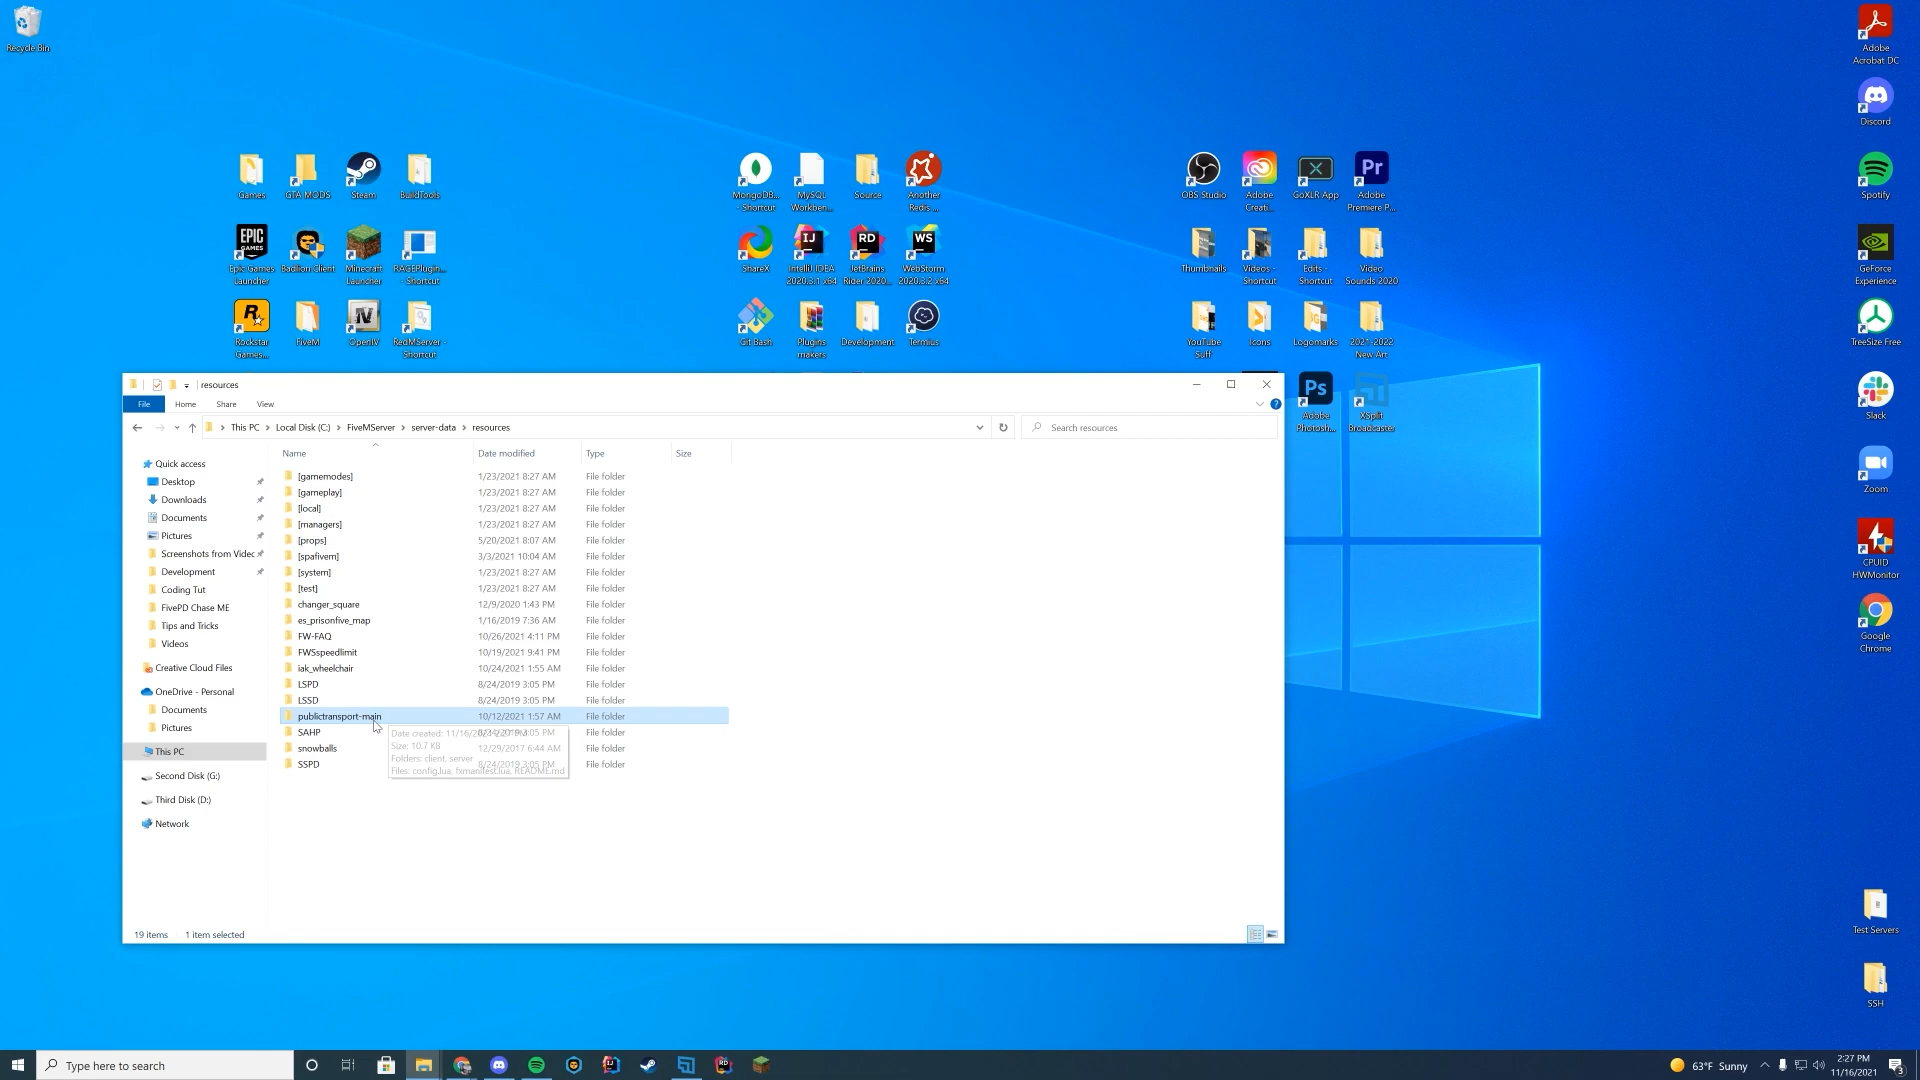 Recycle Bin
Adobe
Acrobat DC
Discord
Games
GTA MODS
Steam
BuildTools
MongoDB...
- Shortcut
MySQL
Workben...
Source
Another
Redis ...
OBS Studio
Adobe
Creati...
GoXLR App
Adobe
Premiere P...
Spotify
Epic Games
Launcher
Badlion Client
Minecraft
Launcher
RAGEPlugin...
- Shortcut
ShareX
IntelliJ IDEA
2020.3.1 x64
JetBrains
Rider 2020...
WebStorm
2020.3.2 x64
Thumbnails
Videos -
Shortcut
Edits -
Shortcut
Video
Sounds 2020
GeForce
Experience
Rockstar
Games...
FiveM
OpenIV
RedMServer -
Shortcut
Git Bash
Plugins
makers
Development
Termius
YouTube
Suff
Icons
Logomarks
2021-2022
New Art
TreeSize Free
resources
File
Home
Share
View
This PC > Local Disk (C:) > FiveMServer > server-data > resources
Search resources
Ps
Adobe
Photosh...
XSplit
Broadcaster
Slack
Zoom
CPUID
HWMonitor
Google
Chrome
Test Servers
SSH
Quick access
Desktop
Downloads
Documents
Pictures
Screenshots from Videc
Development
Coding Tut
FivePD Chase ME
Tips and Tricks
Videos
Creative Cloud Files
OneDrive - Personal
Documents
Pictures
This PC
Second Disk (G:)
Third Disk (D:)
Network
Name Date modified Type Size
[gamemodes] 1/23/2021 8:27 AM File folder
[gameplay] 1/23/2021 8:27 AM File folder
[local] 1/23/2021 8:27 AM File folder
[managers] 1/23/2021 8:27 AM File folder
[props] 5/20/2021 8:07 AM File folder
[spafivem] 3/3/2021 10:04 AM File folder
[system] 1/23/2021 8:27 AM File folder
[test] 1/23/2021 8:27 AM File folder
changer_square 12/9/2020 1:43 PM File folder
es_prisonfive_map 1/16/2019 7:36 AM File folder
FW-FAQ 10/26/2021 4:11 PM File folder
FWSspeedlimit 10/19/2021 9:41 PM File folder
iak_wheelchair 10/24/2021 1:55 AM File folder
LSPD 8/24/2019 3:05 PM File folder
LSSD 8/24/2019 3:05 PM File folder
publictransport-main 10/12/2021 1:57 AM File folder
SAHP 3:05 PM File folder
snowballs 12/29/2017 6:44 AM File folder
SSPD 8/24/2019 3:05 PM File folder
Date created:
Size: 10.7 KB
Folders: client, server
Files: config.lua, fxmanifest.lua, README.md
19 items
1 item selected
Type here to search
63°F Sunny
2:27 PM
11/16/2021
3